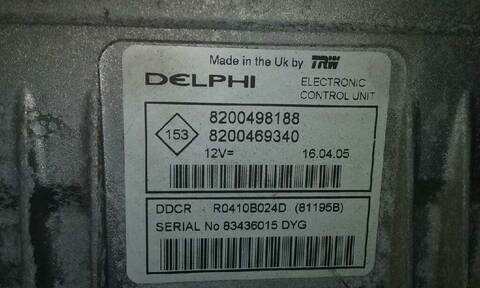 Made in the Uk by TRW
DELPHI
ELECTRONIC
CONTROL UNIT
153
8200498188
8200469340
12V=
16.04.05
DDCR R0410B024D (81195B)
SERIAL No 83436015 DYG